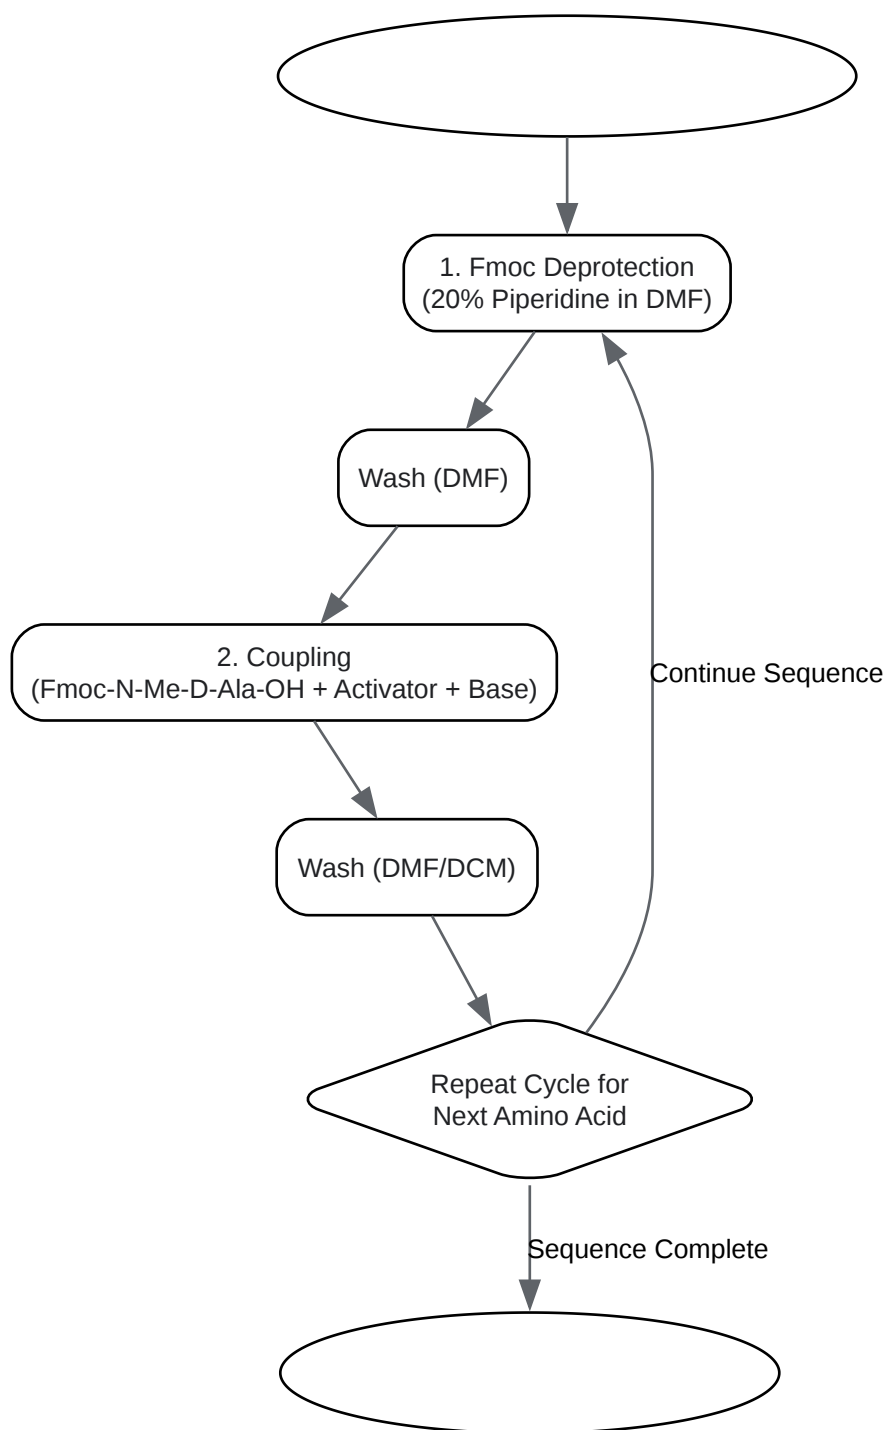 1. Fmoc Deprotection
(20% Piperidine in DMF)
Wash (DMF)
2. Coupling
(Fmoc-N-Me-D-Ala-OH + Activator + Base)
Continue Sequence
Wash (DMF/DCM)
Repeat Cycle for
Next Amino Acid
Sequence Complete